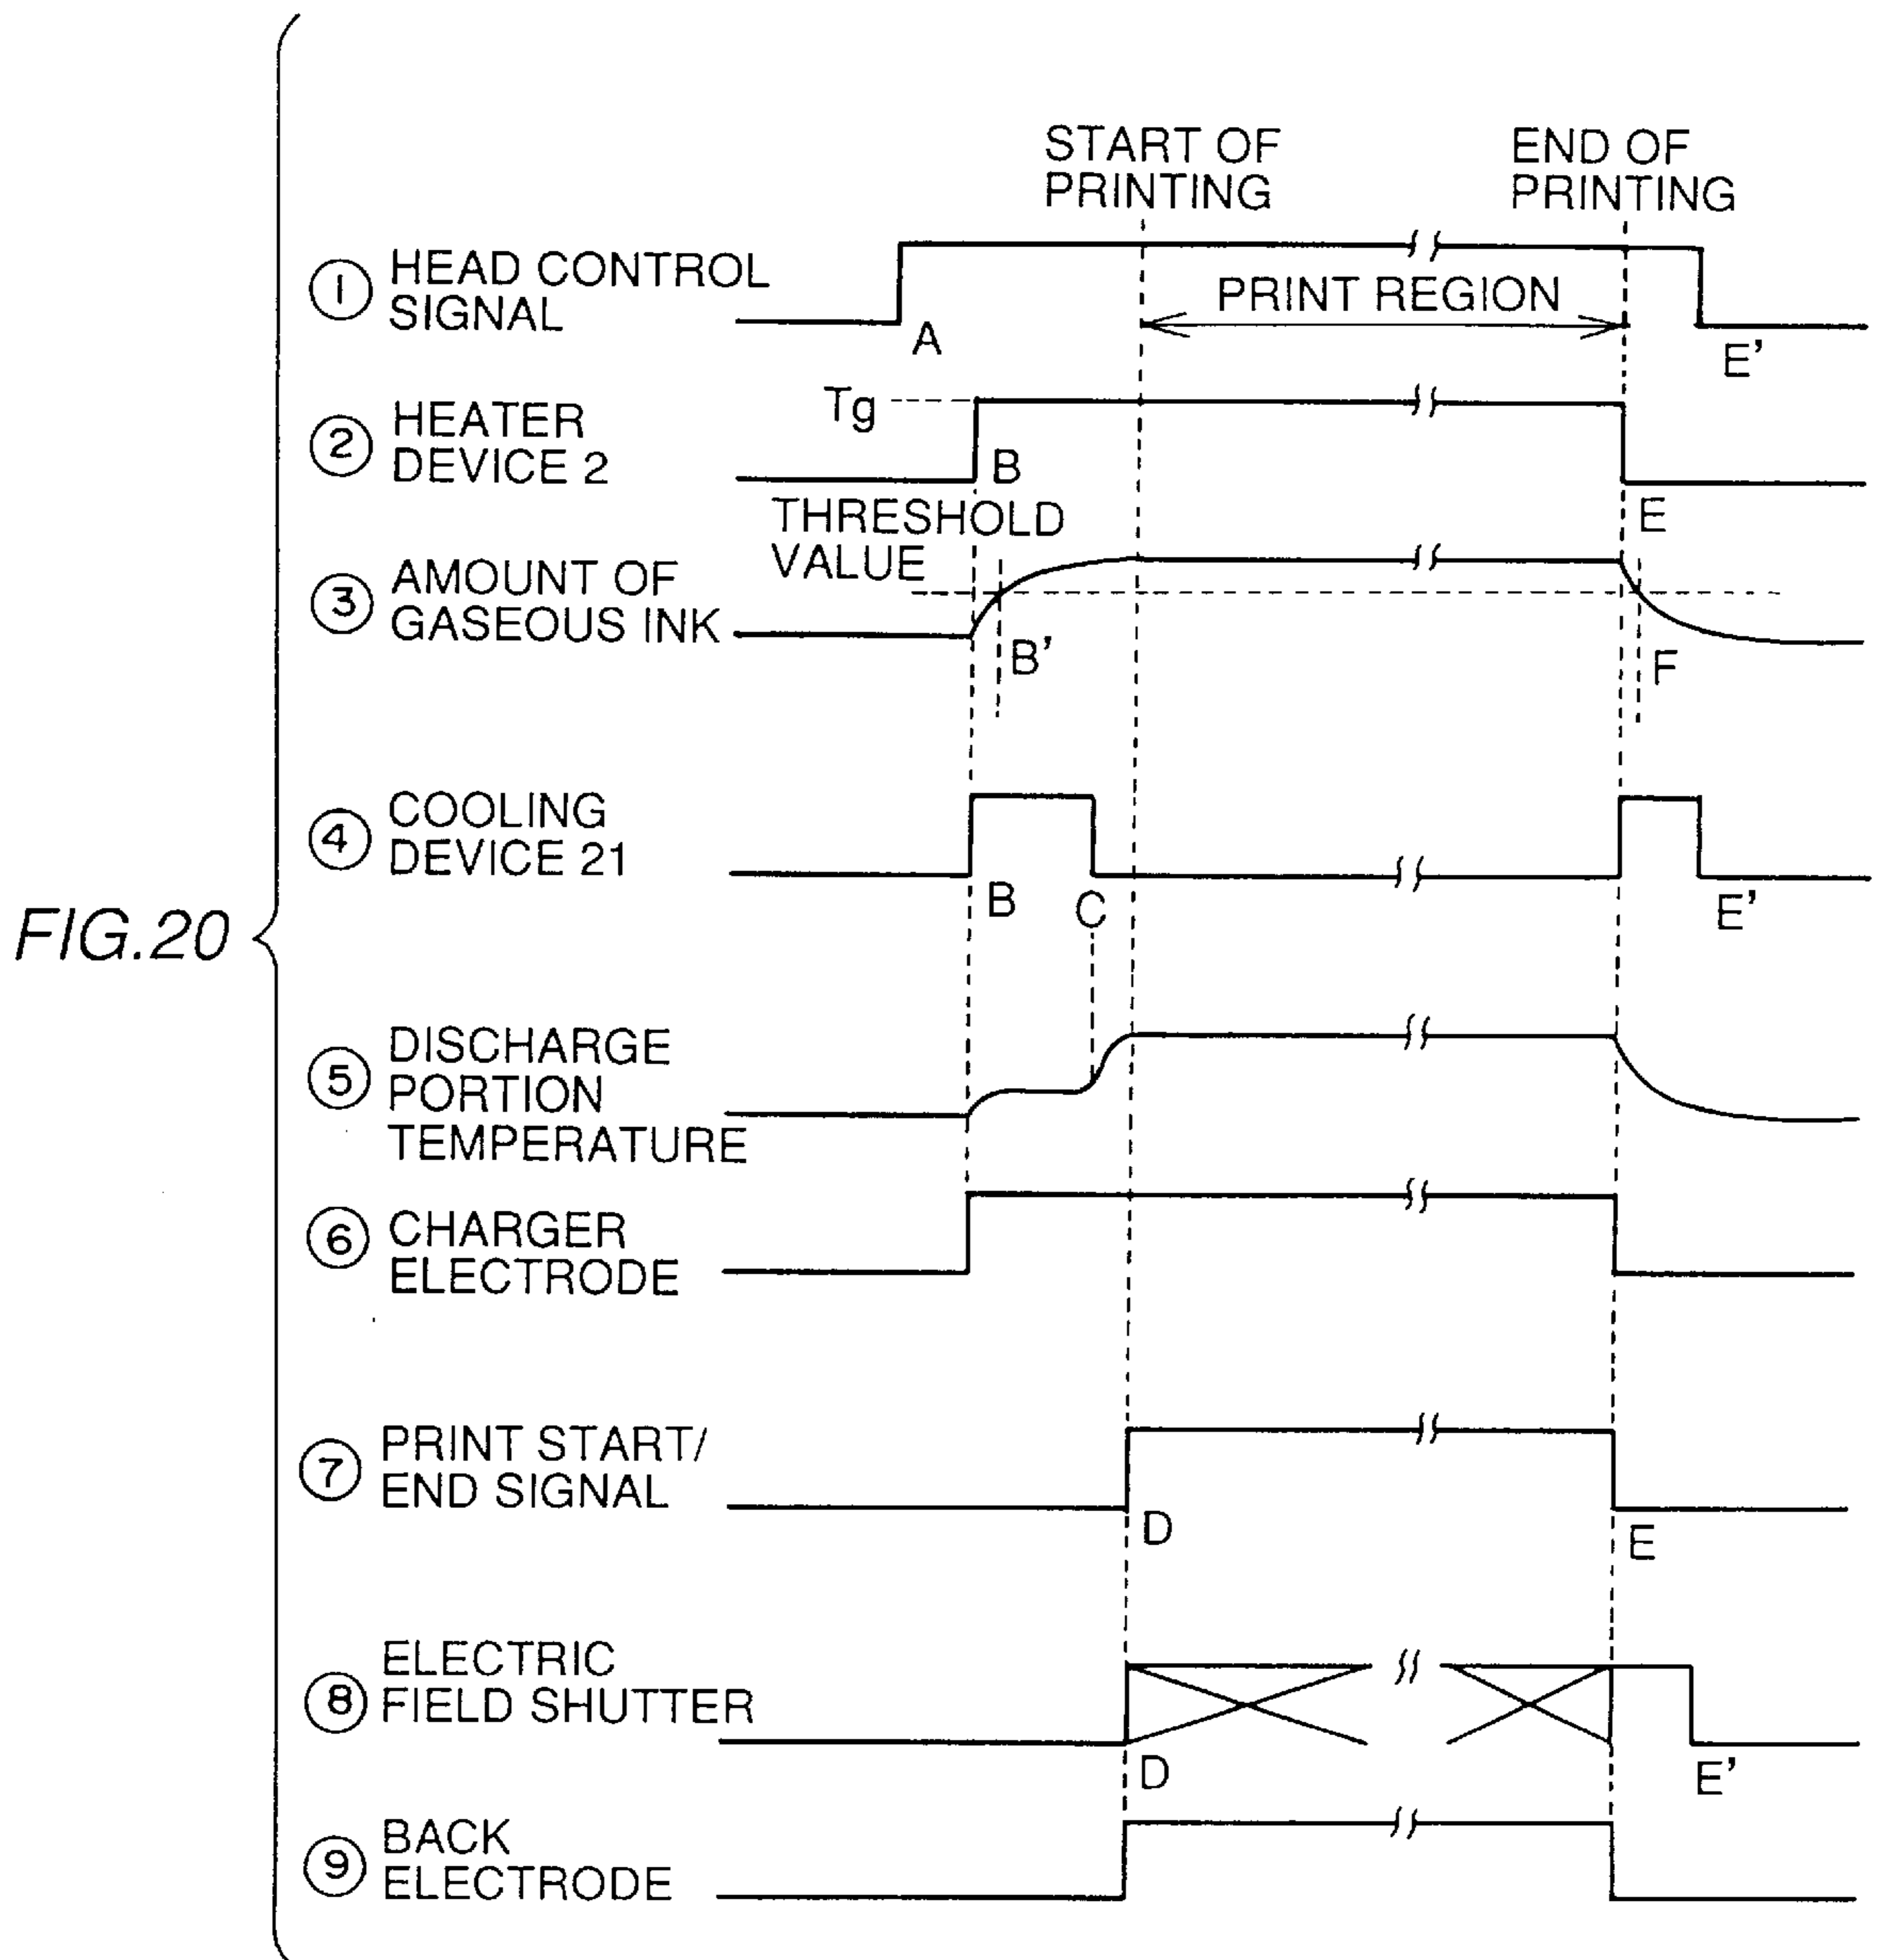 START OF
PRINTING
END OF
PRINTING
① HEAD CONTROL
SIGNAL
PRINT REGION
A
E'
Tg
② HEATER
DEVICE 2
B
E
THRESHOLD
VALUE
③ AMOUNT OF
GASEOUS INK
B'
F
④ COOLING
DEVICE 21
B
C
E'
FIG.20
⑤ DISCHARGE
PORTION
TEMPERATURE
⑥ CHARGER
ELECTRODE
⑦ PRINT START/
END SIGNAL
D
E
⑧ ELECTRIC
FIELD SHUTTER
D
E'
⑨ BACK
ELECTRODE